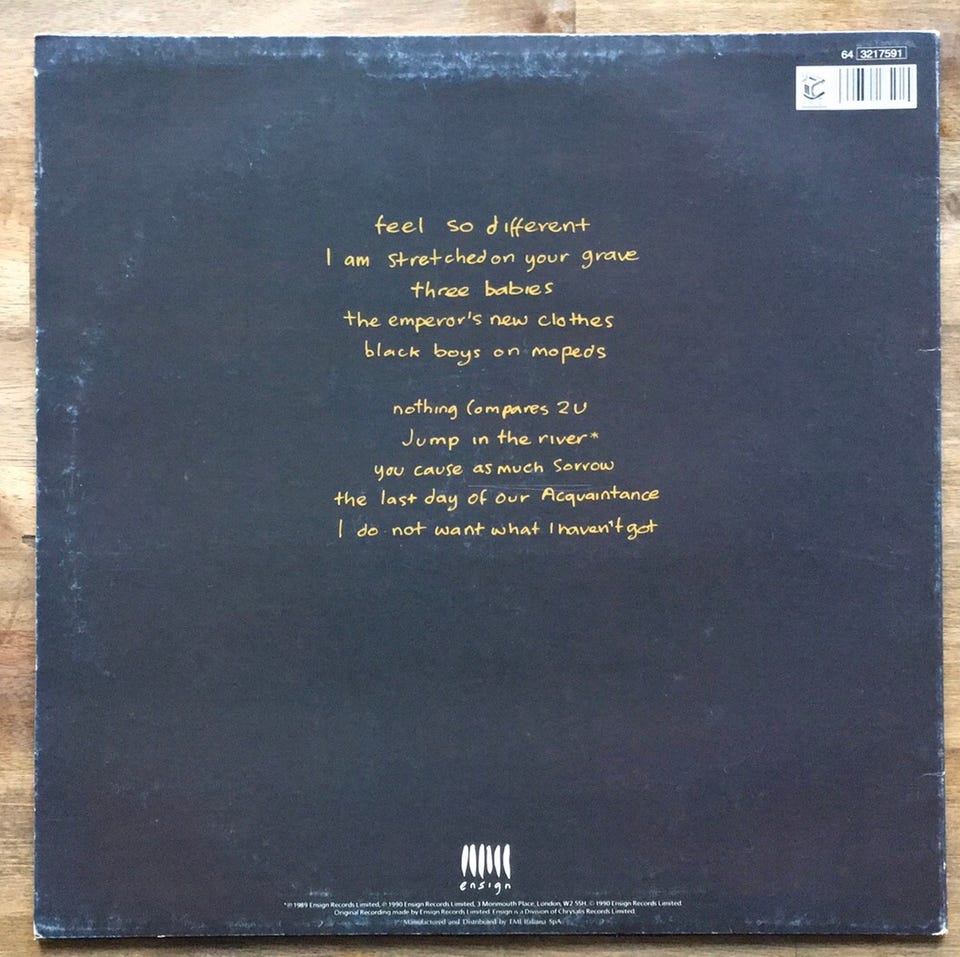 64 3217591
feel so different
I am stretched on your grave
three babies
the emperor's new clothes
black boys on mopeds
nothing Compares 2U
Jump in the river*
you cause as much Sorrow
the last day of our Acquaintance
I do not want what I haven't got
ensign
*℗ 1989 Ensign Records Limited, ℗ 1990 Ensign Records Limited, 3 Monmouth Place, London, W2 5SH, © 1990 Ensign Records Limited.
Original Recording made by Ensign Records Limited. Ensign is a Division of Chrysalis Records Limited.
Manufactured and Distributed by EMI Italiana SpA